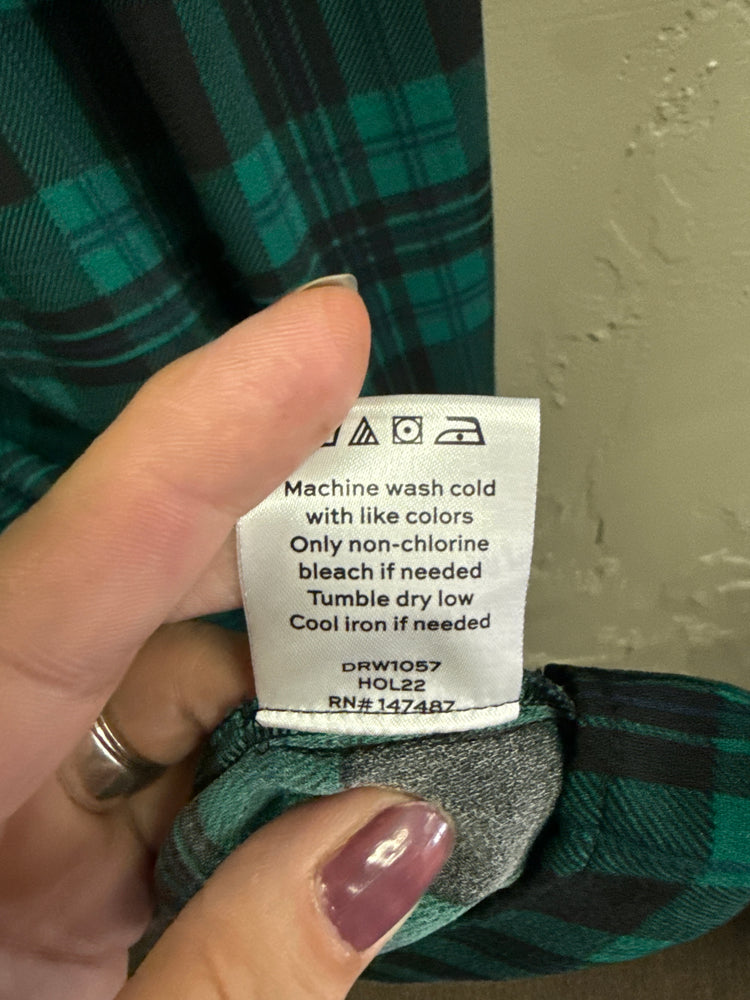 Machine wash cold
with like colors
Only non-chlorine
bleach if needed
Tumble dry low
Cool iron if needed
DRW1057
HOL22
RN# 147487